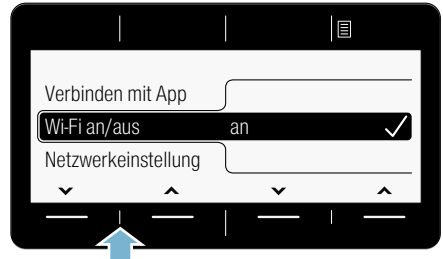 Verbinden mit App
Wi-Fi an/aus an
Netzwerkeinstellung